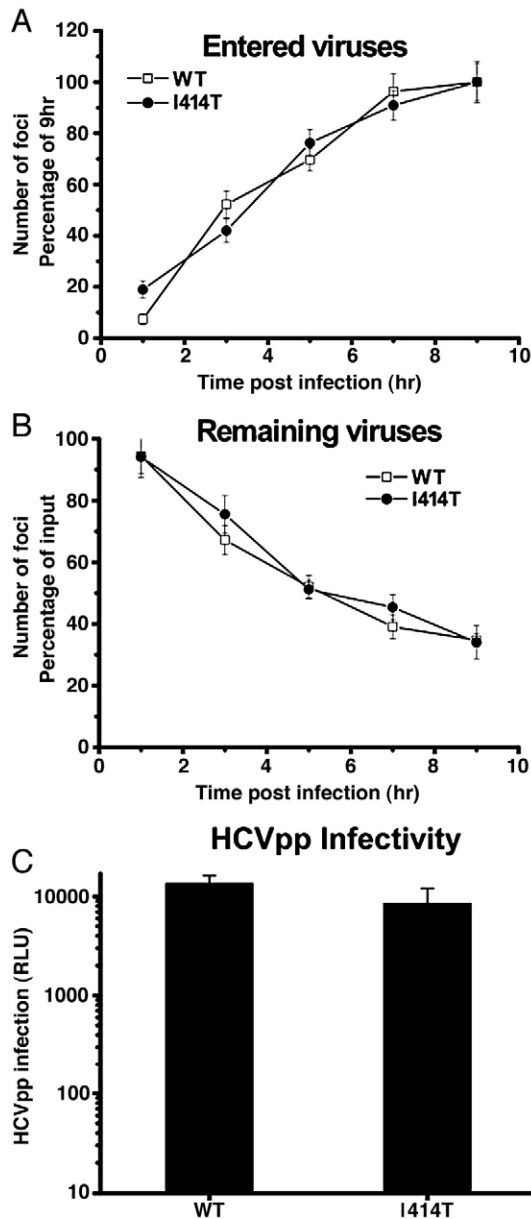 A
Entered viruses
WT
I414T
Number of foci
Percentage of 9hr
120
100
80
60
40
20
0
0 2 4 6 8 10
Time post infection (hr)
B
Remaining viruses
WT
I414T
Number of foci
Percentage of input
100
80
60
40
20
0
0 2 4 6 8 10
Time post infection (hr)
HCVpp Infectivity
C
HCVpp infection (RLU)
10000
1000
100
10
WT I414T